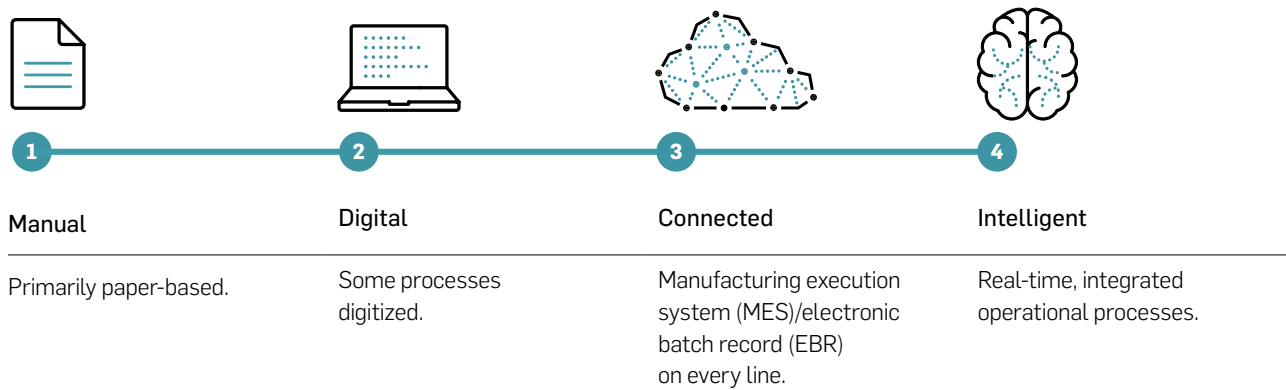 1
2
3
4
Manual
Digital
Connected
Intelligent
Primarily paper-based.
Some processes
digitized.
Manufacturing execution
system (MES)/electronic
batch record (EBR)
on every line.
Real-time, integrated
operational processes.